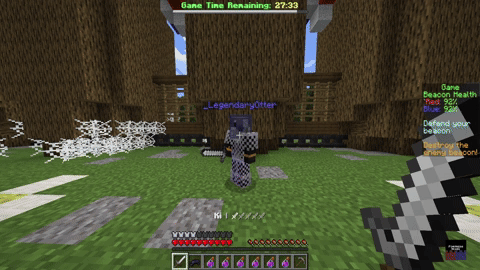 Game Time Remaining: 27:33
_LegendaryOtter
Game
Beacon Health
Red: 92%
Blue: 92%
Defend your
beacon
Destroy the
enemy beacon!